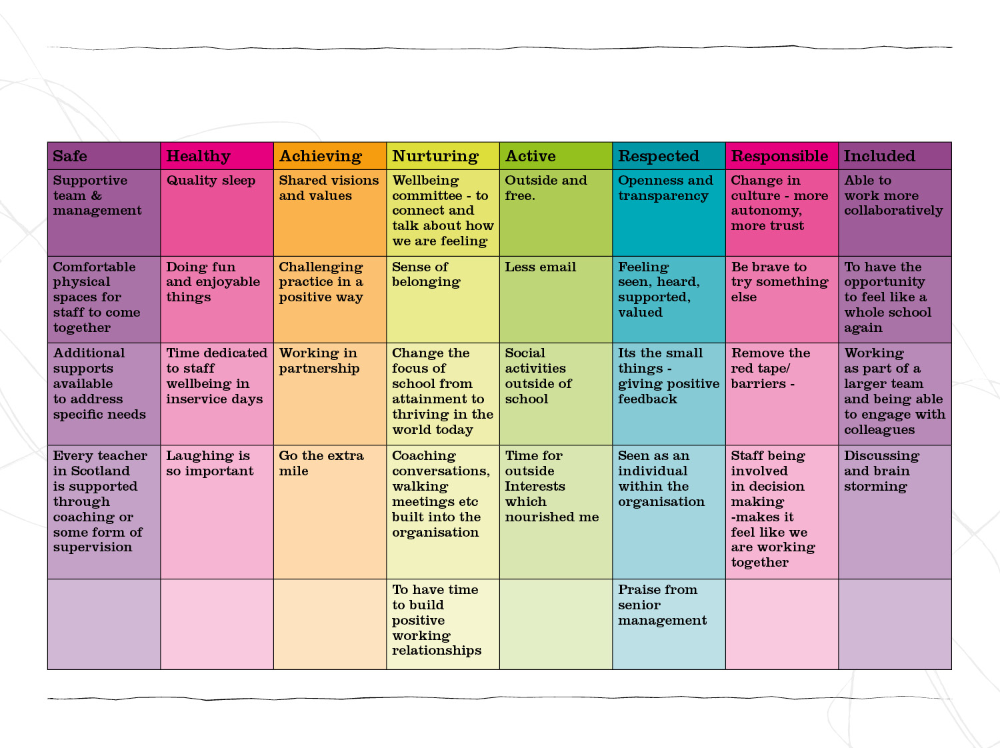 Safe
Healthy
Achieving
Nurturing
Active
Respected
Responsible
Included
Supportive
team &
management
Quality sleep
Shared visions
and values
Wellbeing
committee - to
connect and
talk about how
we are feeling
Outside and
free.
Openness and
transparency
Change in
culture - more
autonomy,
more trust
Able to
work more
collaboratively
Comfortable
physical
spaces for
staff to come
together
Doing fun
and enjoyable
things
Challenging
practice in a
positive way
Sense of
belonging
Less email
Feeling
seen, heard,
supported,
valued
Be brave to
try something
else
To have the
opportunity
to feel like a
whole school
again
Additional
supports
available
to address
specific needs
Time dedicated
to staff
wellbeing in
inservice days
Working in
partnership
Change the
focus of
school from
attainment to
thriving in the
world today
Social
activities
outside of
school
Its the small
things -
giving positive
feedback
Remove the
red tape/
barriers -
Working
as part of a
larger team
and being able
to engage with
colleagues
Every teacher
in Scotland
is supported
through
coaching or
some form of
supervision
Laughing is
so important
Go the extra
mile
Coaching
conversations,
walking
meetings etc
built into the
organisation
Time for
outside
Interests
which
nourished me
Seen as an
individual
within the
organisation
Staff being
involved
in decision
making
-makes it
feel like we
are working
together
Discussing
and brain
storming
To have time
to build
positive
working
relationships
Praise from
senior
management